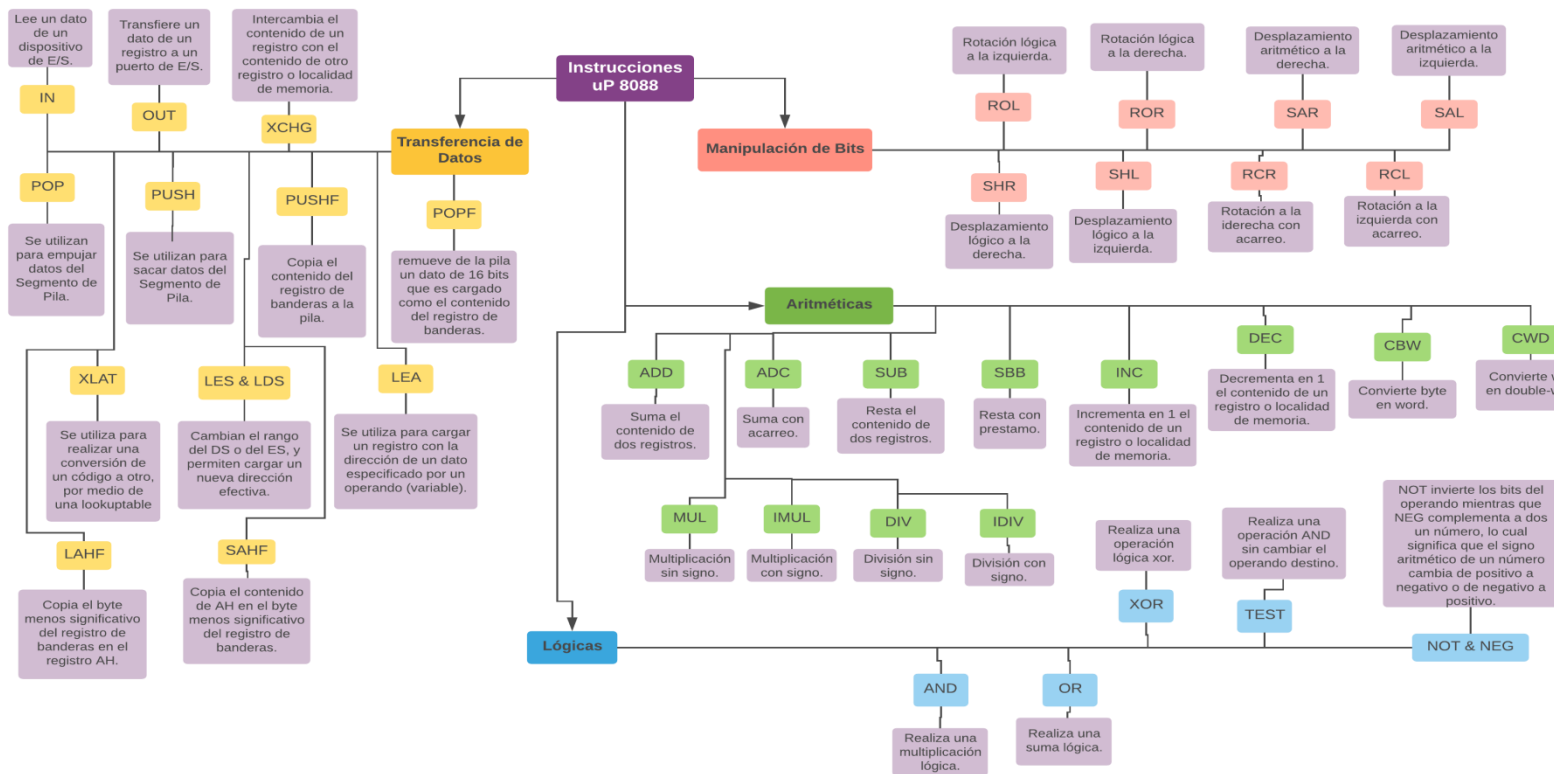 Instrucciones
uP 8088
Transferencia de
Datos
Lee un dato
de un
dispositivo
de E/S.
IN
Transfiere un
dato de un
registro a un
puerto de E/S.
OUT
Intercambia el
contenido de un
registro con el
contenido de otro
registro o localidad
de memoria.
XCHG
POP
Se utilizan
para empujar
datos del
Segmento de
Pila.
PUSH
Se utilizan para
sacar datos del
Segmento de
Pila.
PUSHF
Copia el
contenido del
registro de
banderas a la
pila.
POPF
remueve de la pila
un dato de 16 bits
que es cargado
como el contenido
del registro de
banderas.
XLAT
Se utiliza para
realizar una
conversión de
un código a otro,
por medio de
una lookuptable
LES & LDS
Cambian el rango
del DS o del ES, y
permiten cargar un
nueva dirección
efectiva.
LEA
Se utiliza para cargar
un registro con la
dirección de un dato
especificado por un
operando (variable).
LAHF
Copia el byte
menos significativo
del registro de
banderas en el
registro AH.
SAHF
Copia el contenido
de AH en el byte
menos significativo
del registro de
banderas.
Manipulación de Bits
Rotación lógica
a la izquierda.
ROL
Rotación lógica
a la derecha.
ROR
Desplazamiento
aritmético a la
derecha.
SAR
Desplazamiento
aritmético a la
izquierda.
SAL
SHR
Desplazamiento
lógico a la
derecha.
SHL
Desplazamiento
lógico a la
izquierda.
RCR
Rotación a la
iderecha con
acarreo.
RCL
Rotación a la
izquierda con
acarreo.
Aritméticas
ADD
Suma el
contenido de
dos registros.
ADC
Suma con
acarreo.
SUB
Resta el
contenido de
dos registros.
SBB
Resta con
prestamo.
INC
Incrementa en 1 el
contenido de un
registro o localidad
de memoria.
DEC
Decrementa en 1
el contenido de un
registro o localidad
de memoria.
CBW
Convierte byte
en word.
CWD
Convierte
en
MUL
Multiplicación
sin signo.
IMUL
Multiplicación
con signo.
DIV
División sin
signo.
IDIV
División con
signo.
Lógicas
Realiza una
operación
lógica xor.
XOR
Realiza una
operación AND
sin cambiar el
operando destino.
TEST
NOT invierte los bits del
operando mientras que
NEG complementa a dos
un número, lo cual
significa que el signo
aritmético de un número
cambia de positivo a
negativo o de negativo a
positivo.
NOT & NEG
AND
Realiza una
multiplicación
lógica.
OR
Realiza una
suma lógica.